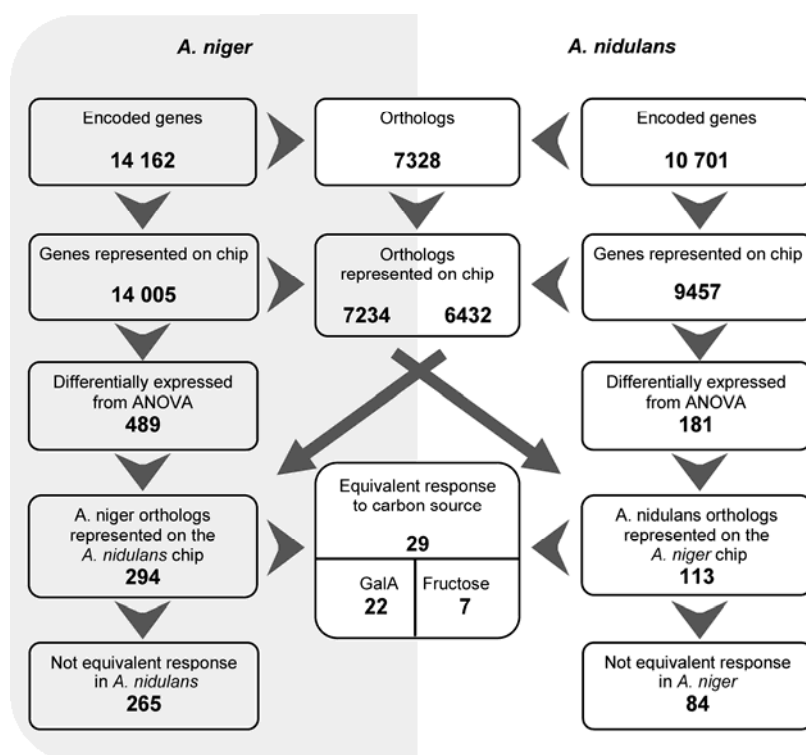 A. niger
A. nidulans
Encoded genes
14 162
Orthologs
7328
Encoded genes
10 701
Genes represented on chip
14 005
Orthologs
represented on chip
7234 6432
Genes represented on chip
9457
Differentially expressed
from ANOVA
489
Differentially expressed
from ANOVA
181
Equivalent response
to carbon source
29
GalA
22
Fructose
7
A. niger orthologs
represented on the
A. nidulans chip
294
A. nidulans orthologs
represented on the
A. niger chip
113
Not equivalent response
in A. nidulans
265
Not equivalent response
in A. niger
84